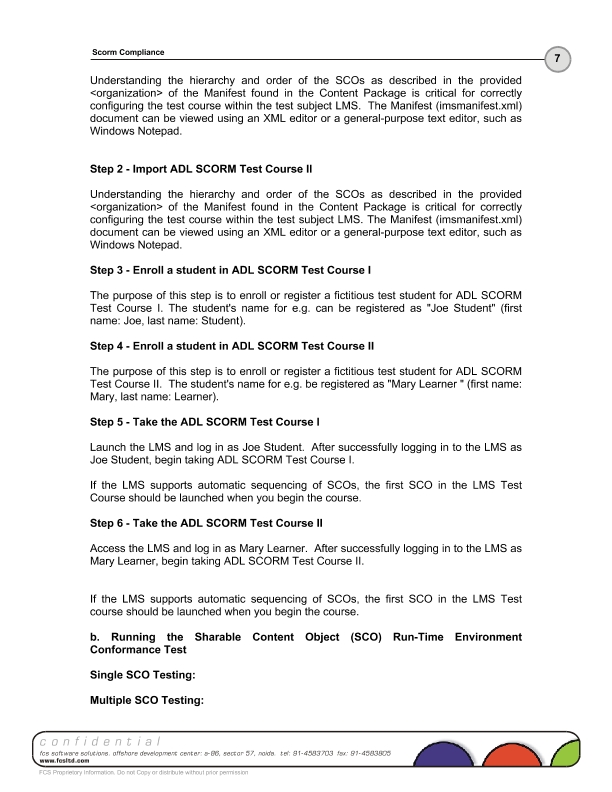 Scorm Compliance
7
Understanding the hierarchy and order of the SCOs as described in the provided
<organization> of the Manifest found in the Content Package is critical for correctly
configuring the test course within the test subject LMS.  The Manifest (imsmanifest.xml)
document can be viewed using an XML editor or a general-purpose text editor, such as
Windows Notepad.
Step 2 - Import ADL SCORM Test Course II
Understanding the hierarchy and order of the SCOs as described in the provided
<organization> of the Manifest found in the Content Package is critical for correctly
configuring the test course within the test subject LMS. The Manifest (imsmanifest.xml)
document can be viewed using an XML editor or a general-purpose text editor, such as
Windows Notepad.
Step 3 - Enroll a student in ADL SCORM Test Course I
The purpose of this step is to enroll or register a fictitious test student for ADL SCORM
Test Course I. The student's name for e.g. can be registered as "Joe Student" (first
name: Joe, last name: Student).
Step 4 - Enroll a student in ADL SCORM Test Course II
The purpose of this step is to enroll or register a fictitious test student for ADL SCORM
Test Course II.  The student's name for e.g. be registered as "Mary Learner " (first name:
Mary, last name: Learner).
Step 5 - Take the ADL SCORM Test Course I
Launch the LMS and log in as Joe Student.  After successfully logging in to the LMS as
Joe Student, begin taking ADL SCORM Test Course I.
If the LMS supports automatic sequencing of SCOs, the first SCO in the LMS Test
Course should be launched when you begin the course.
Step 6 - Take the ADL SCORM Test Course II
Access the LMS and log in as Mary Learner.  After successfully logging in to the LMS as
Mary Learner, begin taking ADL SCORM Test Course II.
If the LMS supports automatic sequencing of SCOs, the first SCO in the LMS Test
course should be launched when you begin the course.
b. Running the Sharable Content Object (SCO) Run-Time Environment
Conformance Test
Single SCO Testing:
Multiple SCO Testing:
confidential
fcs software solutions. offshore development center: a-86, sector 57, noida. tel: 91-4583703 fax: 91-4583805
www.fcsltd.com
FCS Proprietary Information. Do not Copy or distribute without prior permission